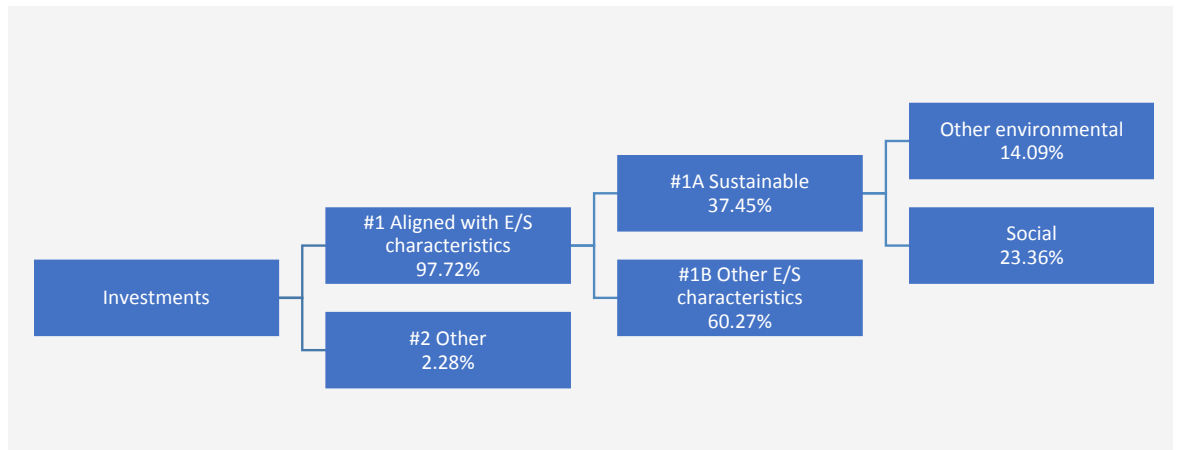 Investments
#1 Aligned with E/S
characteristics
97.72%
#2 Other
2.28%
#1A Sustainable
37.45%
#1B Other E/S
characteristics
60.27%
Other environmental
14.09%
Social
23.36%